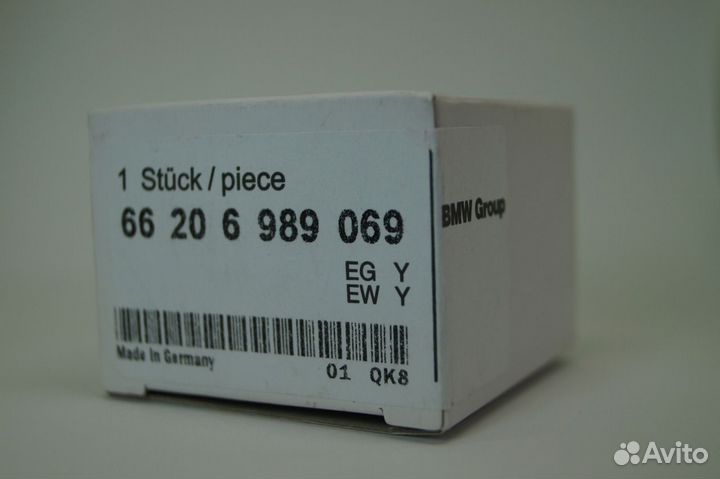 1 Stück / piece
66 20 6 989 069
EG Y
EW Y
Made in Germany
01 QK8
BMW Group
Avito